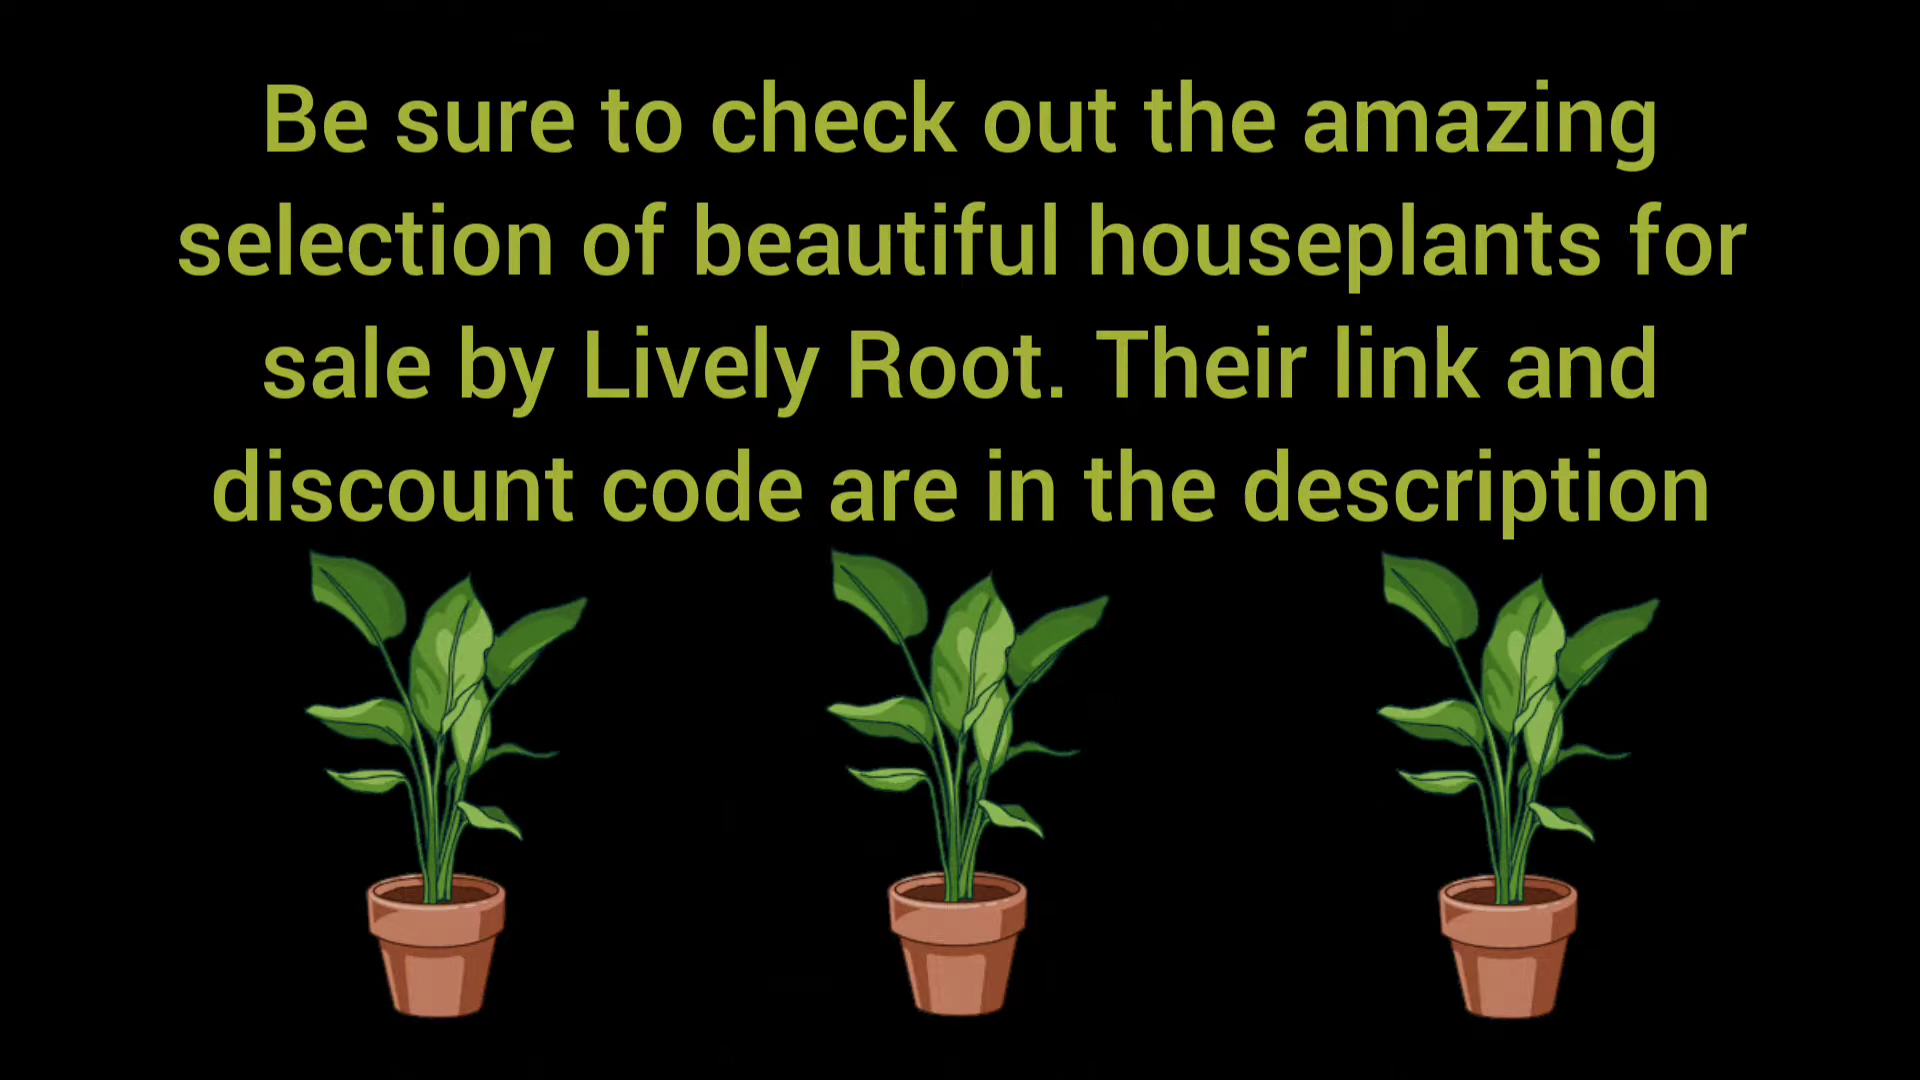 Be sure to check out the amazing
selection of beautiful houseplants for
sale by Lively Root. Their link and
discount code are in the description